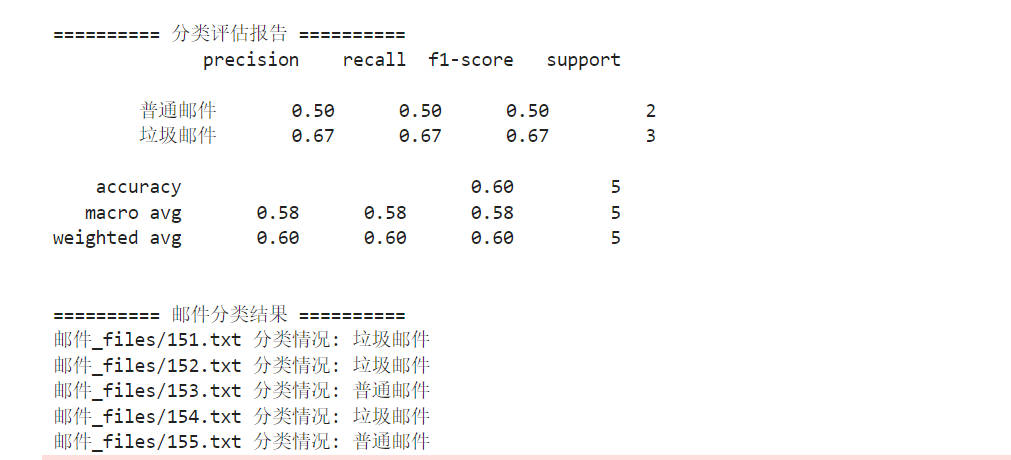 ========== 分类评估报告 ==========
              precision    recall  f1-score   support

        普通邮件       0.50      0.50      0.50         2
        垃圾邮件       0.67      0.67      0.67         3

    accuracy                           0.60         5
   macro avg       0.58      0.58      0.58         5
weighted avg       0.60      0.60      0.60         5

========== 邮件分类结果 ==========
邮件_files/151.txt 分类情况: 垃圾邮件
邮件_files/152.txt 分类情况: 垃圾邮件
邮件_files/153.txt 分类情况: 普通邮件
邮件_files/154.txt 分类情况: 垃圾邮件
邮件_files/155.txt 分类情况: 普通邮件